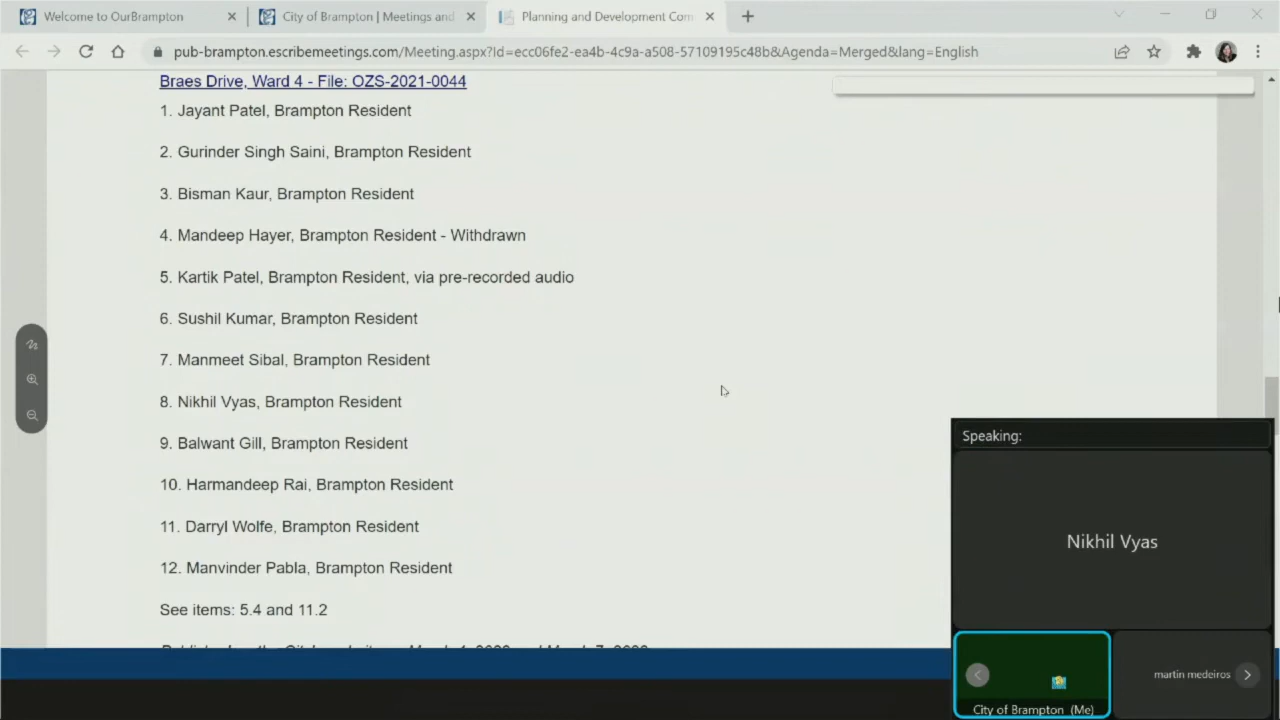 Welcome to OurBrampton
City of Brampton | Meetings and
Planning and Development Com
pub-brampton.escribemeetings.com/Meeting.aspx?Id=ecc06fe2-ea4b-4c9a-a508-57109195c48b&Agenda=Merged&lang=English
Braes Drive, Ward 4 - File: OZS-2021-0044
1. Jayant Patel, Brampton Resident
2. Gurinder Singh Saini, Brampton Resident
3. Bisman Kaur, Brampton Resident
4. Mandeep Hayer, Brampton Resident - Withdrawn
5. Kartik Patel, Brampton Resident, via pre-recorded audio
6. Sushil Kumar, Brampton Resident
7. Manmeet Sibal, Brampton Resident
8. Nikhil Vyas, Brampton Resident
9. Balwant Gill, Brampton Resident
10. Harmandeep Rai, Brampton Resident
11. Darryl Wolfe, Brampton Resident
12. Manvinder Pabla, Brampton Resident
See items: 5.4 and 11.2
Speaking:
Nikhil Vyas
City of Brampton (Me)
martin medeiros